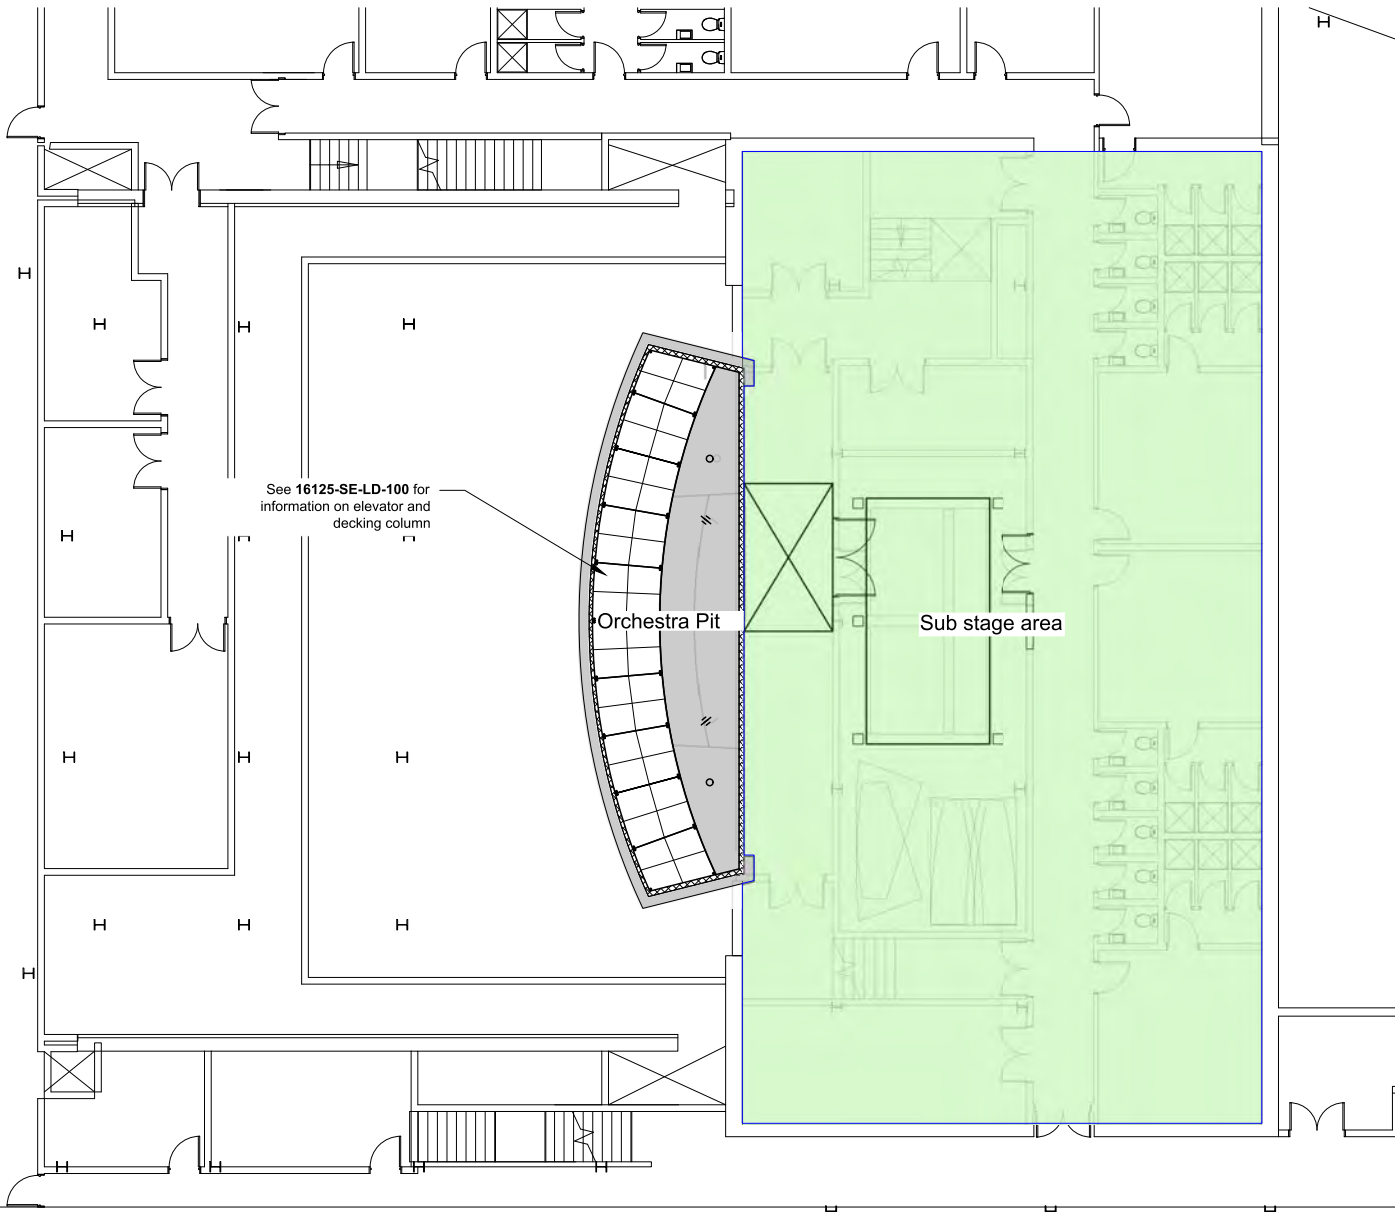 See 16125-SE-LD-100 for
information on elevator and
decking column
Orchestra Pit
Sub stage area